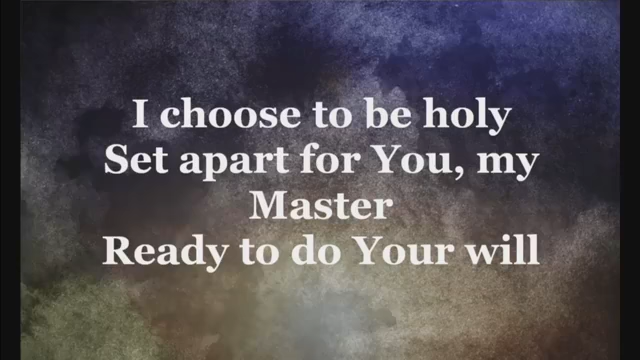 I choose to be holy
Set apart for You, my
Master
Ready to do Your will